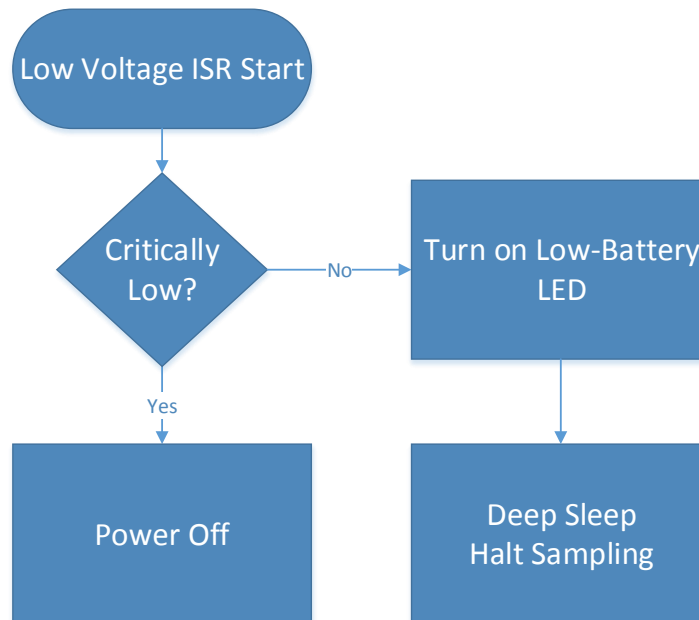 Low Voltage ISR Start
Critically
Low?
No
Turn on Low-Battery
LED
Yes
Power Off
Deep Sleep
Halt Sampling